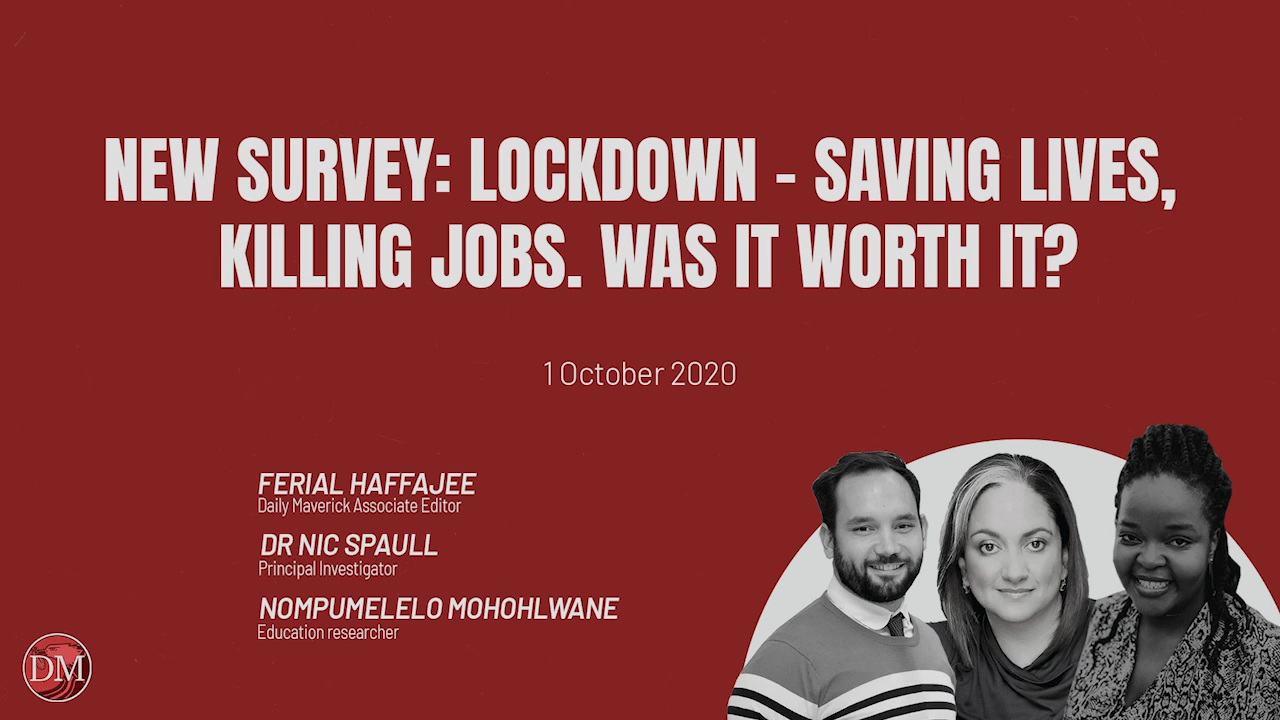 NEW SURVEY: LOCKDOWN - SAVING LIVES,
KILLING JOBS. WAS IT WORTH IT?
1 October 2020
FERIAL HAFFAJEE
Daily Maverick Associate Editor
DR NIC SPAULL
Principal Investigator
NOMPUMELELO MOHOHLWANE
Education researcher
DM